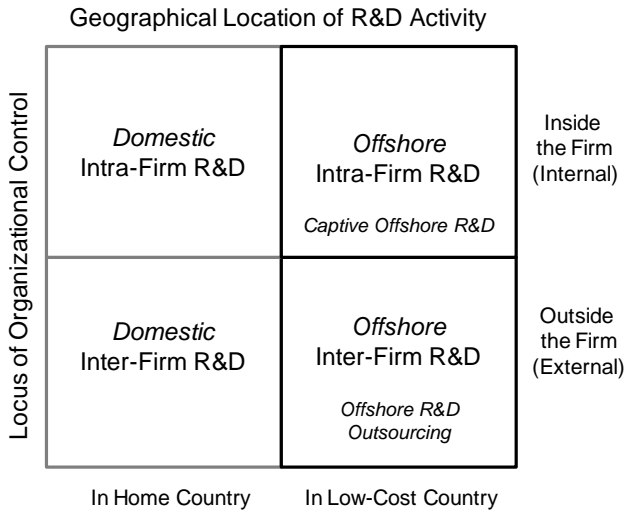 Geographical Location of R&D Activity
Locus of Organizational Control
Domestic
Intra-Firm R&D
Offshore
Intra-Firm R&D
Captive Offshore R&D
Inside
the Firm
(Internal)
Domestic
Inter-Firm R&D
Offshore
Inter-Firm R&D
Offshore R&D
Outsourcing
Outside
the Firm
(External)
In Home Country
In Low-Cost Country